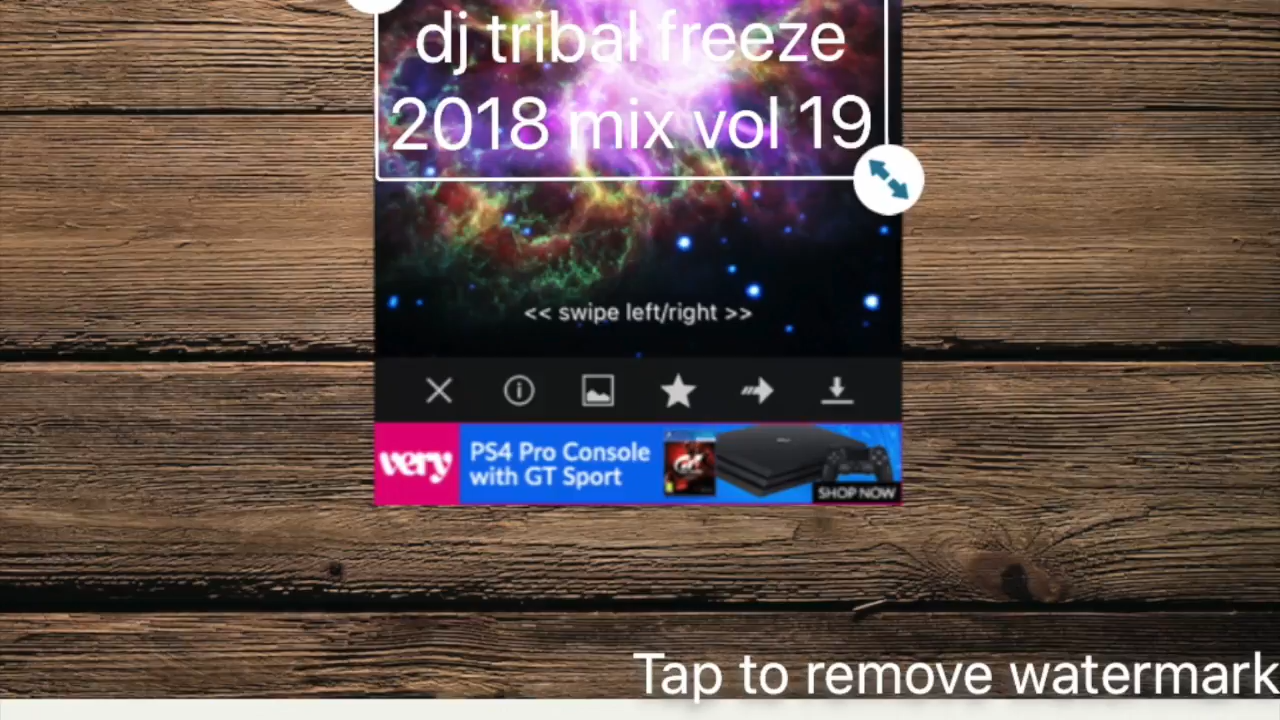 dj tribal freeze
2018 mix vol 19
<< swipe left/right >>
very
PS4 Pro Console
with GT Sport
GT
SHOP NOW
Tap to remove watermark